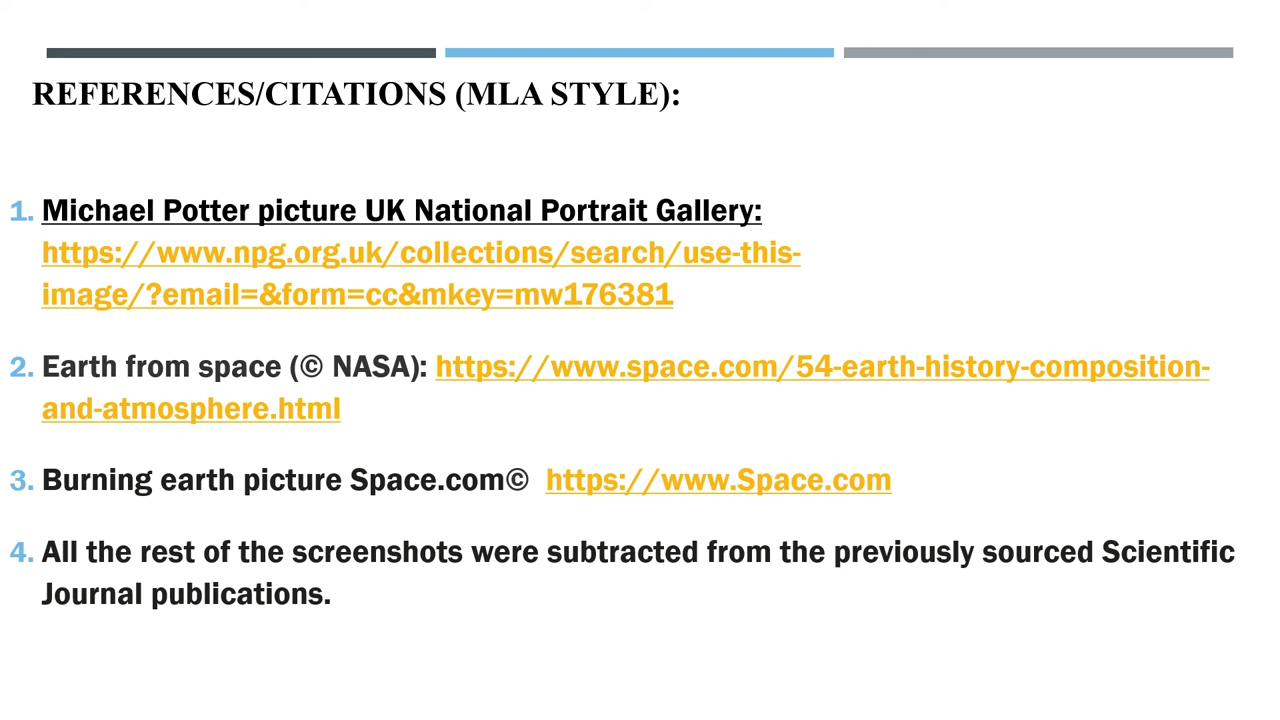 REFERENCES/CITATIONS (MLA STYLE):
1. Michael Potter picture UK National Portrait Gallery:
https://www.npg.org.uk/collections/search/use-this-
image/?email=&form=cc&mkey=mw176381
2. Earth from space (© NASA): https://www.space.com/54-earth-history-composition-
and-atmosphere.html
3. Burning earth picture Space.com© https://www.Space.com
4. All the rest of the screenshots were subtracted from the previously sourced Scientific
Journal publications.